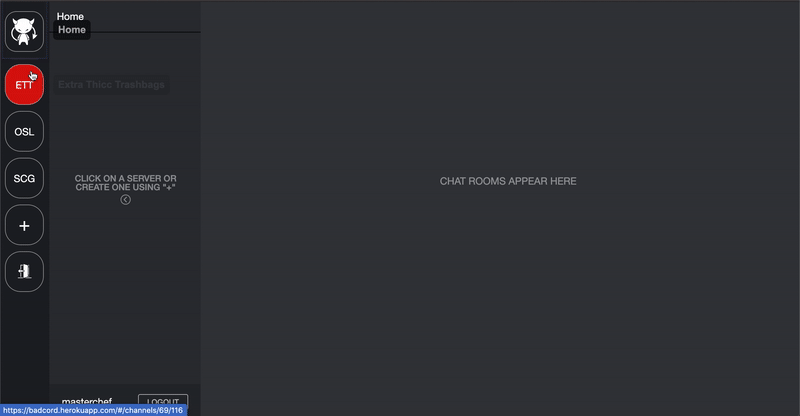 Home
Home
ETT
Extra Thicc Trashbags
OSL
SCG
CLICK ON A SERVER OR
CREATE ONE USING "+"
CHAT ROOMS APPEAR HERE
+
masterchef
LOGOUT
https://badcord.herokuapp.com/#/channels/69/116